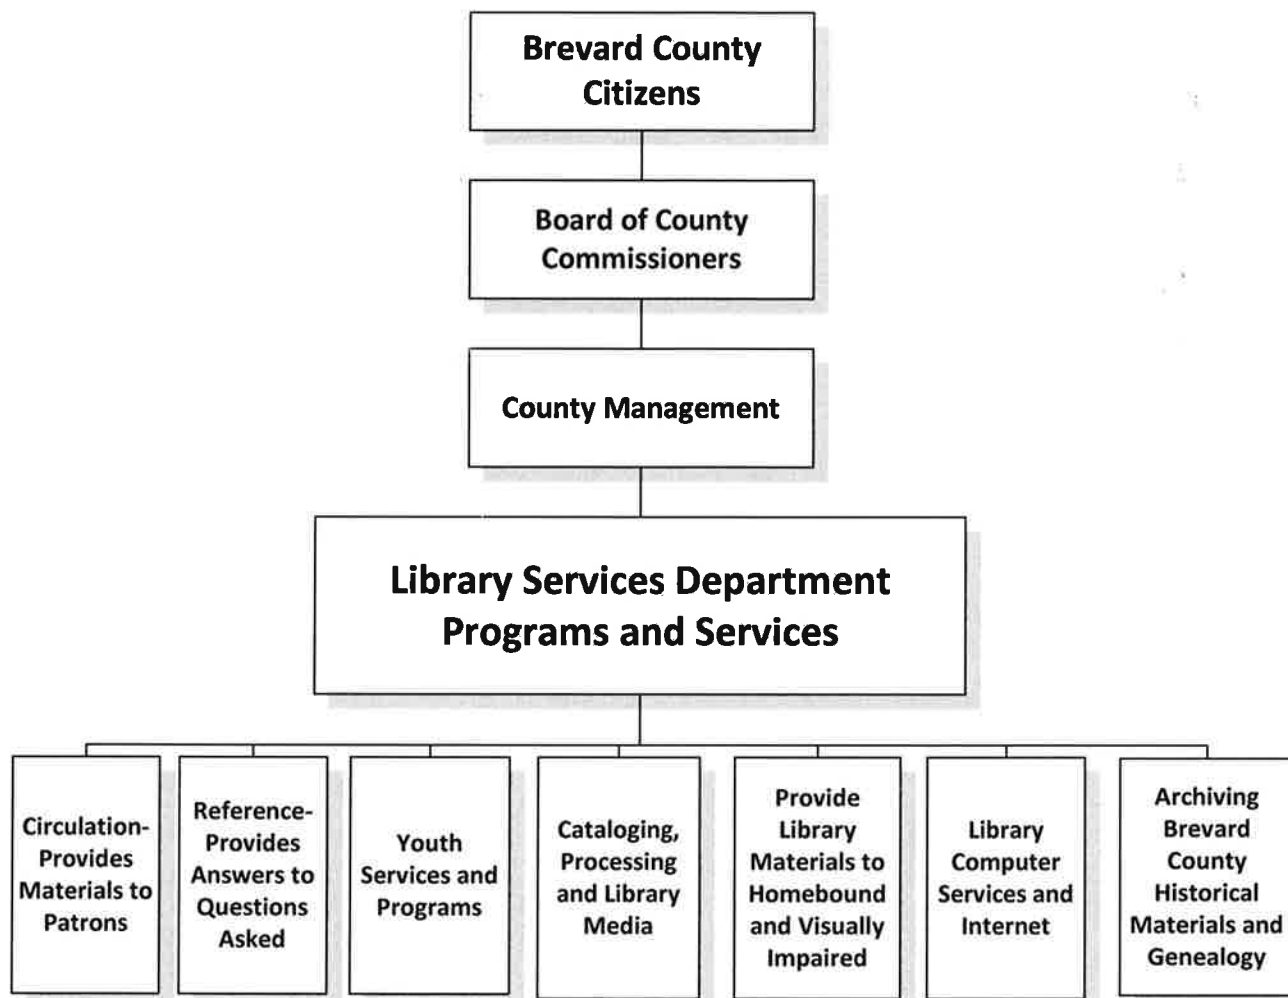 Brevard County
Citizens
Board of County
Commissioners
County Management
Library Services Department
Programs and Services
Circulation-
Provides
Materials to
Patrons
Reference-
Provides
Answers to
Questions
Asked
Youth
Services and
Programs
Cataloging,
Processing
and Library
Media
Provide
Library
Materials to
Homebound
and Visually
Impaired
Library
Computer
Services and
Internet
Archiving
Brevard
County
Historical
Materials and
Genealogy